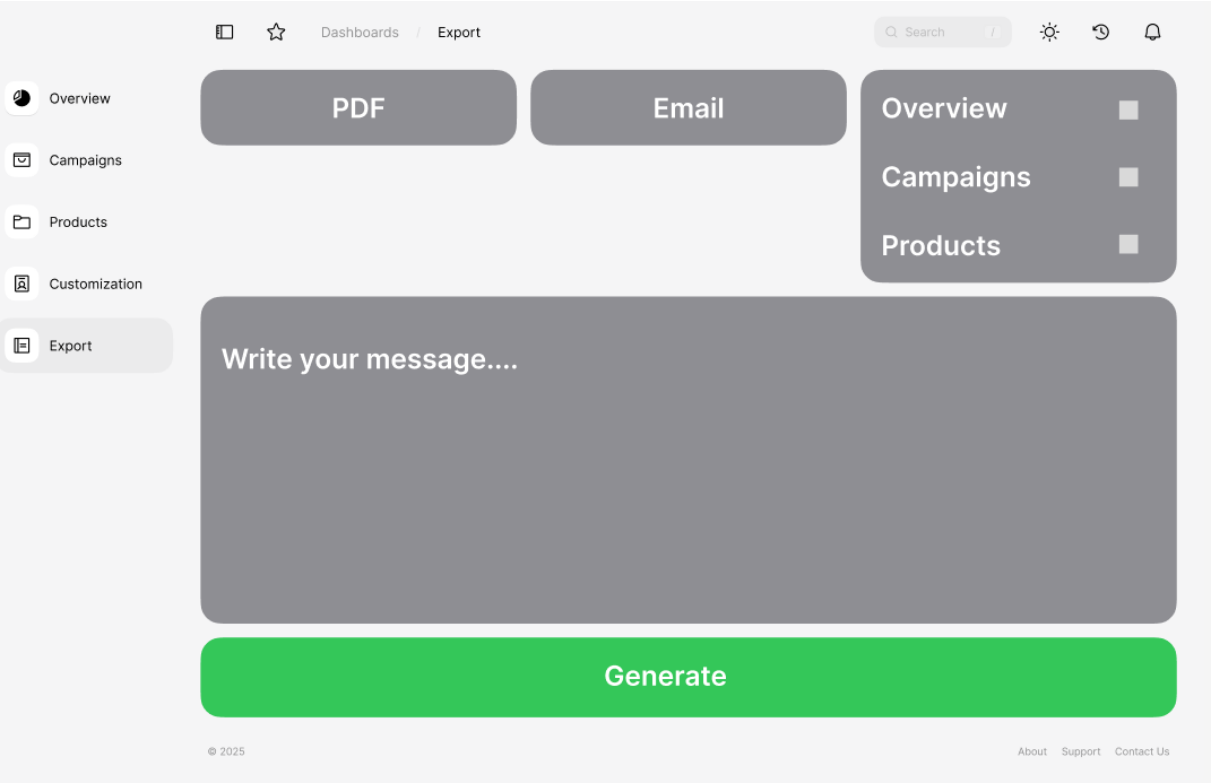 Dashboards / Export
Search /
Overview
Campaigns
Products
Customization
Export
PDF
Email
Overview
Campaigns
Products
Write your message....
Generate
© 2025
About Support Contact Us